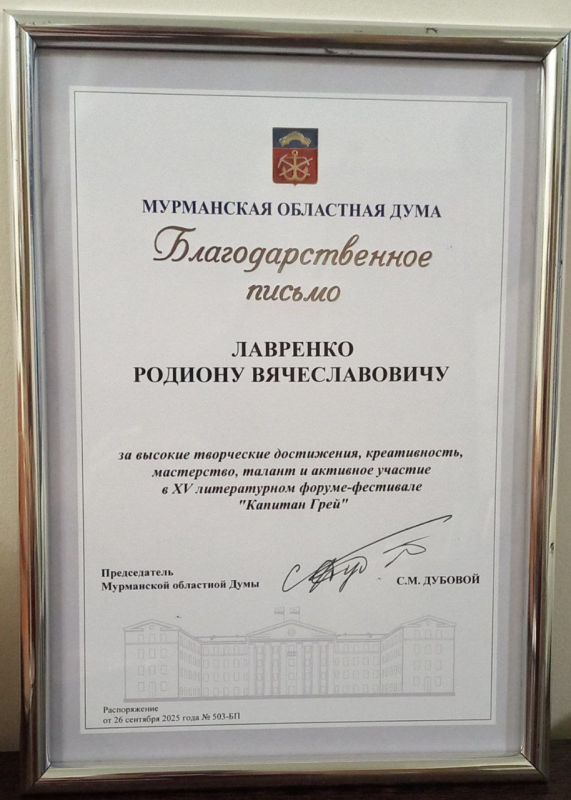 МУРМАНСКАЯ ОБЛАСТНАЯ ДУМА
Благодарственное
письмо
ЛАВРЕНКО
РОДИОНУ ВЯЧЕСЛАВОВИЧУ
за высокие творческие достижения, креативность,
мастерство, талант и активное участие
в XV литературном форуме-фестивале
"Капитан Грей"
Председатель
Мурманской областной Думы
С.М. ДУБОВОЙ
Распоряжение
от 26 сентября 2025 года № 503-БП